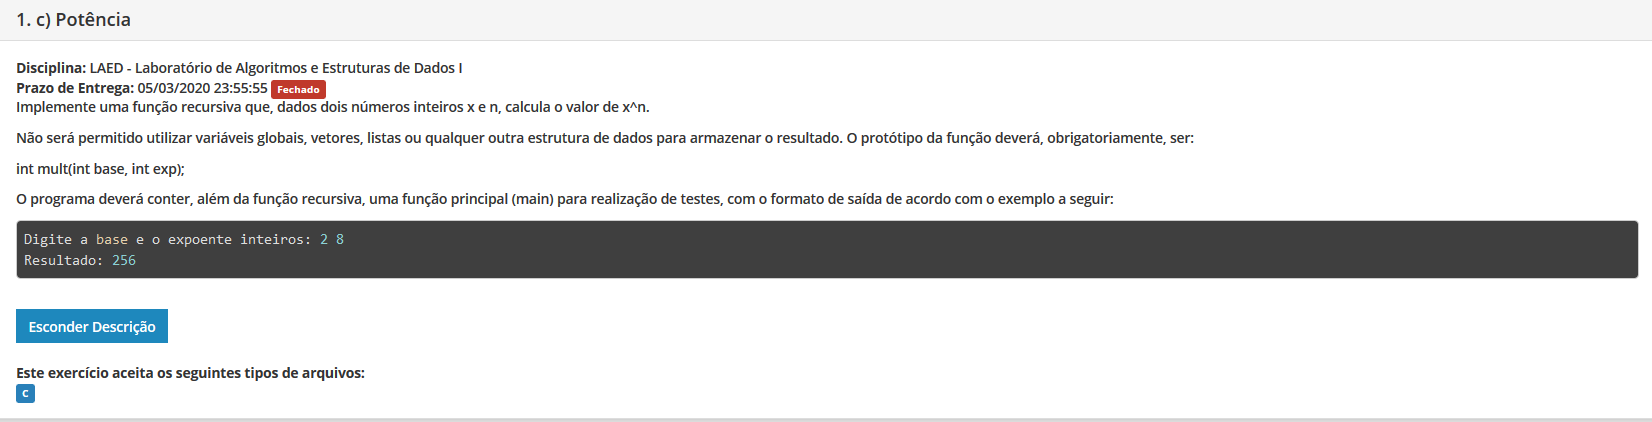 1. c) Potência
Disciplina: LAED - Laboratório de Algoritmos e Estruturas de Dados I
Prazo de Entrega: 05/03/2020 23:55:55 Fechado
Implemente uma função recursiva que, dados dois números inteiros x e n, calcula o valor de x^n.
Não será permitido utilizar variáveis globais, vetores, listas ou qualquer outra estrutura de dados para armazenar o resultado. O protótipo da função deverá, obrigatoriamente, ser:
int mult(int base, int exp);
O programa deverá conter, além da função recursiva, uma função principal (main) para realização de testes, com o formato de saída de acordo com o exemplo a seguir:
Digite a base e o expoente inteiros: 2 8
Resultado: 256
Esconder Descrição
Este exercício aceita os seguintes tipos de arquivos:
C